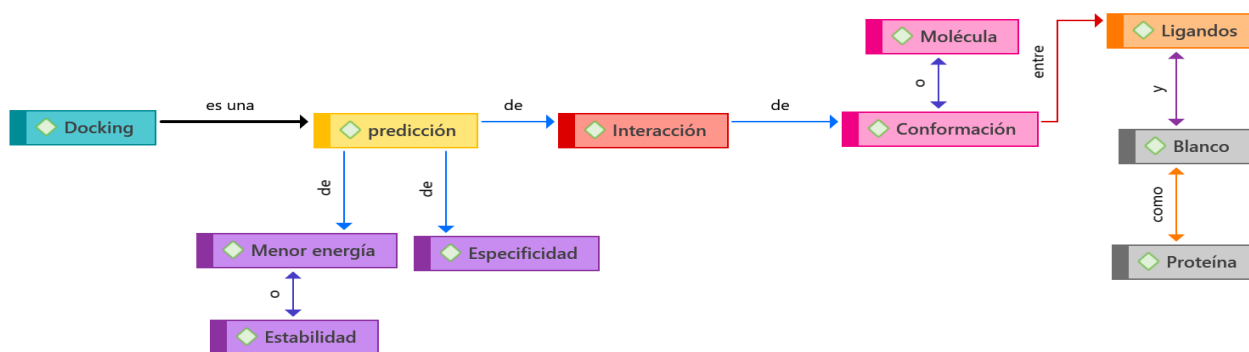 Molécula
Ligandos
entre
o
y
es una
de
de
Docking
predicción
Interacción
Conformación
Blanco
de
de
como
Menor energía
Especificidad
Proteína
o
Estabilidad